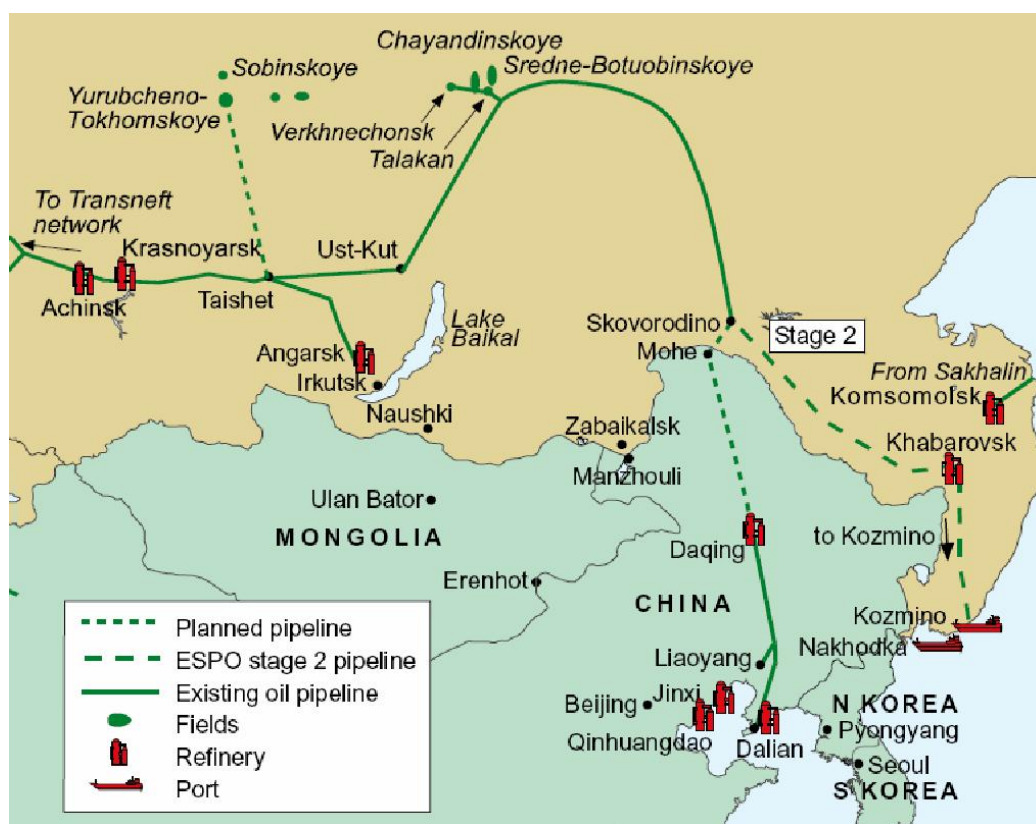 Chayandinskoye
Sobinskoye
Sredne-Botuobinskoye
Yurubcheno-
Tokhomskoye
Verkhnechonsk
Talakan
To Transneft
network
Krasnoyarsk
Ust-Kut
Achinsk
Taishet
Lake
Baikal
Skovorodino
Stage 2
Mohe
Angarsk
Irkutsk
From Sakhalin
Komsomol'sk
Naushki
Zabaikalsk
Khabarovsk
Manzhouli
Ulan Bator
MONGOLIA
Daqing
to Kozmino
Erenhot
CHINA
Kozmino
Nakhodka
Liaoyang
Beijing
Jinxi
N KOREA
Qinhuangdao
Dalian
Pyongyang
Seoul
S KOREA
Planned pipeline
ESPO stage 2 pipeline
Existing oil pipeline
Fields
Refinery
Port